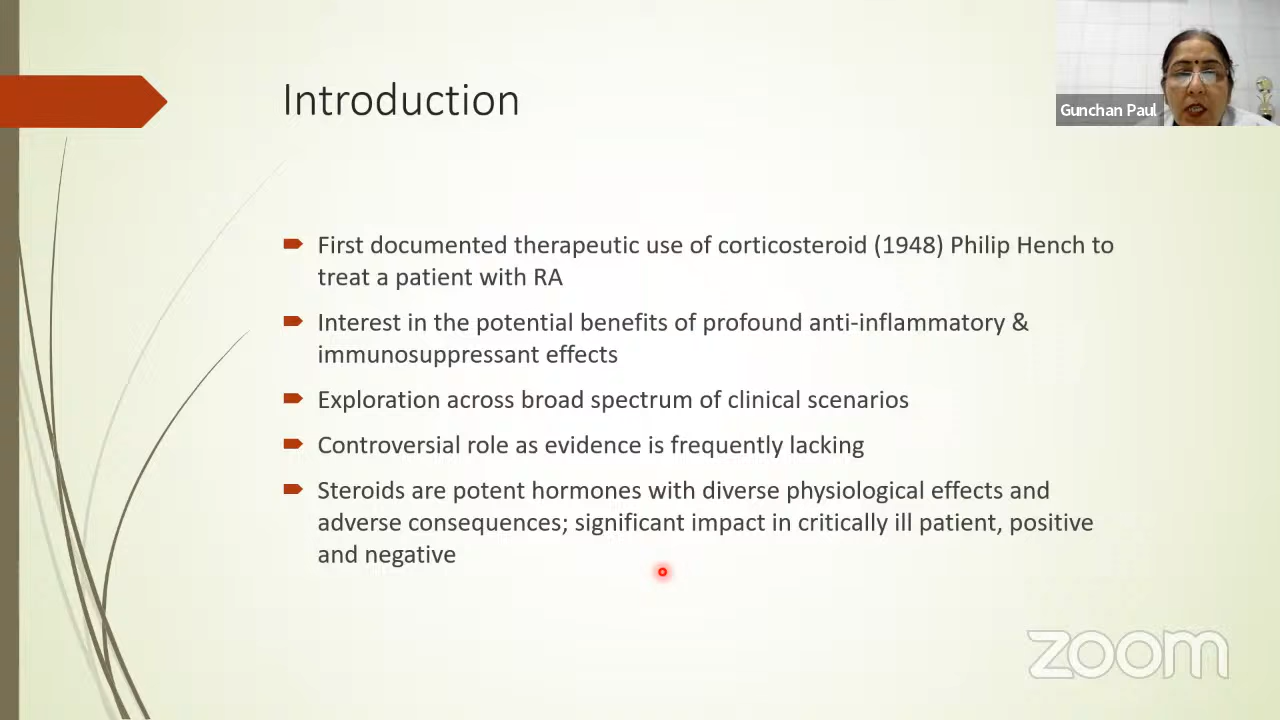 Introduction
Gunchan Paul
First documented therapeutic use of corticosteroid (1948) Philip Hench to
treat a patient with RA
Interest in the potential benefits of profound anti-inflammatory &
immunosuppressant effects
Exploration across broad spectrum of clinical scenarios
Controversial role as evidence is frequently lacking
Steroids are potent hormones with diverse physiological effects and
adverse consequences; significant impact in critically ill patient, positive
and negative
zoom